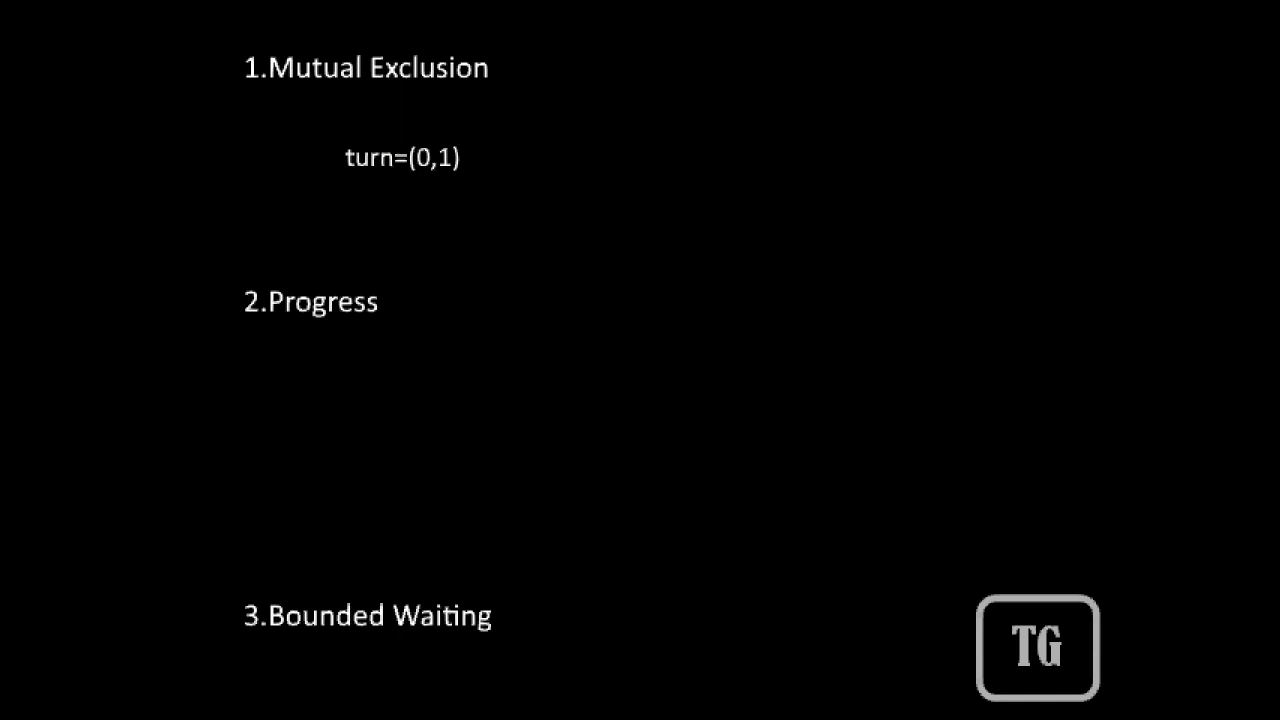 1.Mutual Exclusion
turn=(0,1)
2.Progress
3.Bounded Waiting
TG